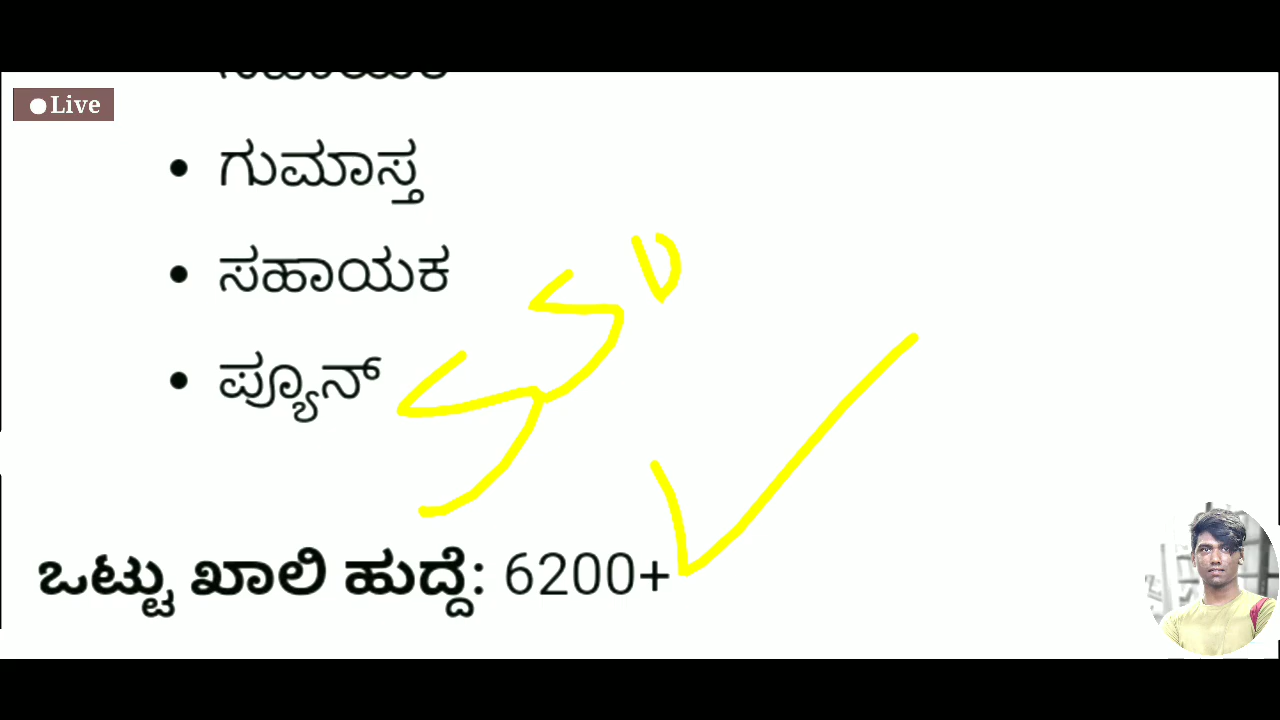 Live
ಗುಮಾಸ್ತ
ಸಹಾಯಕ
ಪ್ಯೂನ್
ಒಟ್ಟು ಖಾಲಿ ಹುದ್ದೆ: 6200+